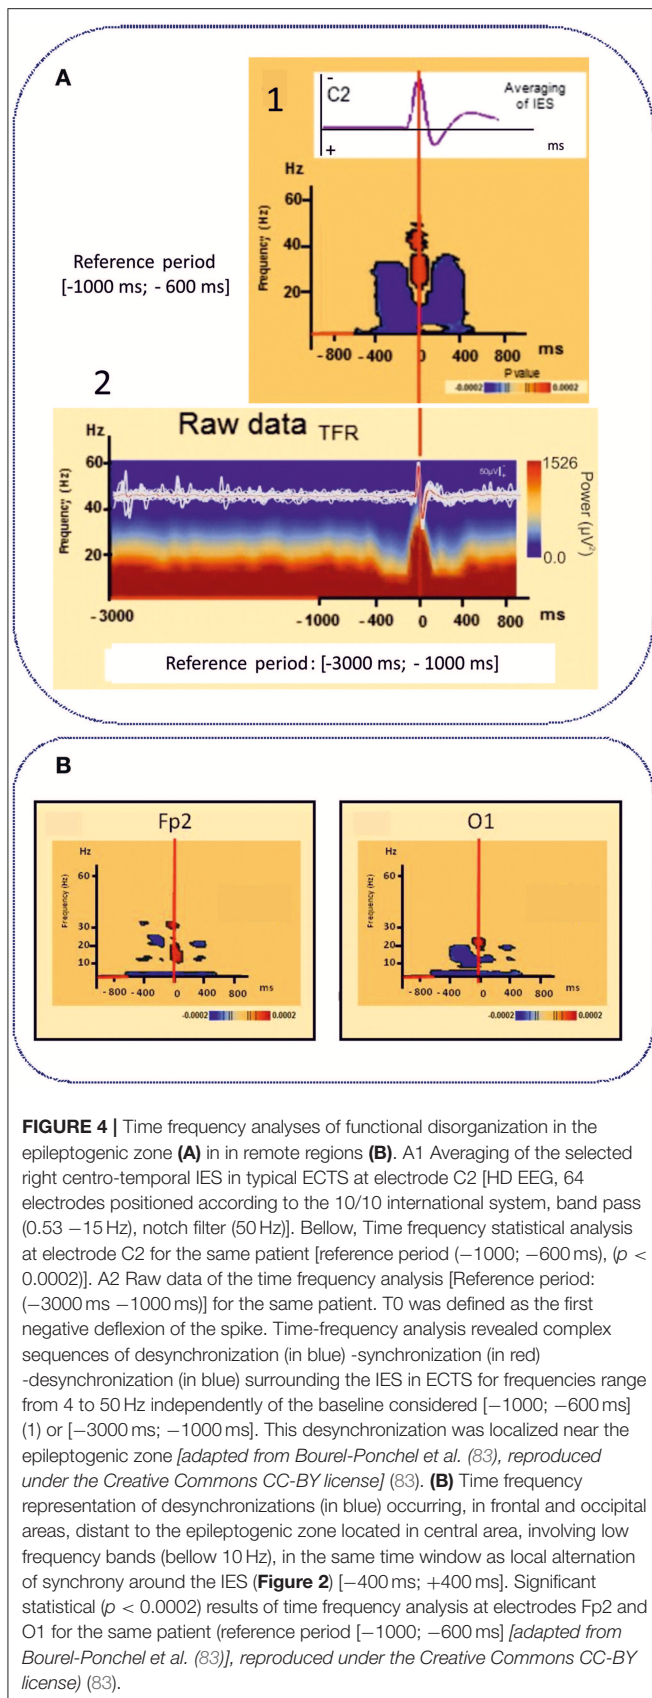 A
1
-
C2
Averaging
of IES
+
ms
Hz
Frequency (Hz)
60
40
20
Reference period
[-1000 ms; - 600 ms]
-800 -400 0 400 800 ms
P value
-0.0002 0.0002
2
Raw data TFR
Hz
Frequency (Hz)
60
40
20
50µV
1526
0.0
Power (µV²)
-3000 -1000 -400 0 400 800 ms
Reference period: [-3000 ms; - 1000 ms]
B
Fp2
Hz
Frequency (Hz)
60
30
20
10
-800 -400 0 400 800 ms
-0.0002 0.0002
O1
Hz
Frequency (Hz)
60
30
20
10
-800 -400 0 400 800 ms
-0.0002 0.0002
FIGURE 4 | Time frequency analyses of functional disorganization in the
epileptogenic zone (A) in in remote regions (B). A1 Averaging of the selected
right centro-temporal IES in typical ECTS at electrode C2 [HD EEG, 64
electrodes positioned according to the 10/10 international system, band pass
(0.53 −15 Hz), notch filter (50 Hz)]. Bellow, Time frequency statistical analysis
at electrode C2 for the same patient [reference period (−1000; −600 ms), (p <
0.0002)]. A2 Raw data of the time frequency analysis [Reference period:
(−3000 ms −1000 ms)] for the same patient. T0 was defined as the first
negative deflexion of the spike. Time-frequency analysis revealed complex
sequences of desynchronization (in blue) -synchronization (in red)
-desynchronization (in blue) surrounding the IES in ECTS for frequencies range
from 4 to 50 Hz independently of the baseline considered [−1000; −600 ms]
(1) or [−3000 ms; −1000 ms]. This desynchronization was localized near the
epileptogenic zone [adapted from Bourel-Ponchel et al. (83), reproduced
under the Creative Commons CC-BY license] (83). (B) Time frequency
representation of desynchronizations (in blue) occurring, in frontal and occipital
areas, distant to the epileptogenic zone located in central area, involving low
frequency bands (bellow 10 Hz), in the same time window as local alternation
of synchrony around the IES (Figure 2) [−400 ms; +400 ms]. Significant
statistical (p < 0.0002) results of time frequency analysis at electrodes Fp2 and
O1 for the same patient (reference period [−1000; −600 ms] [adapted from
Bourel-Ponchel et al. (83)], reproduced under the Creative Commons CC-BY
license) (83).